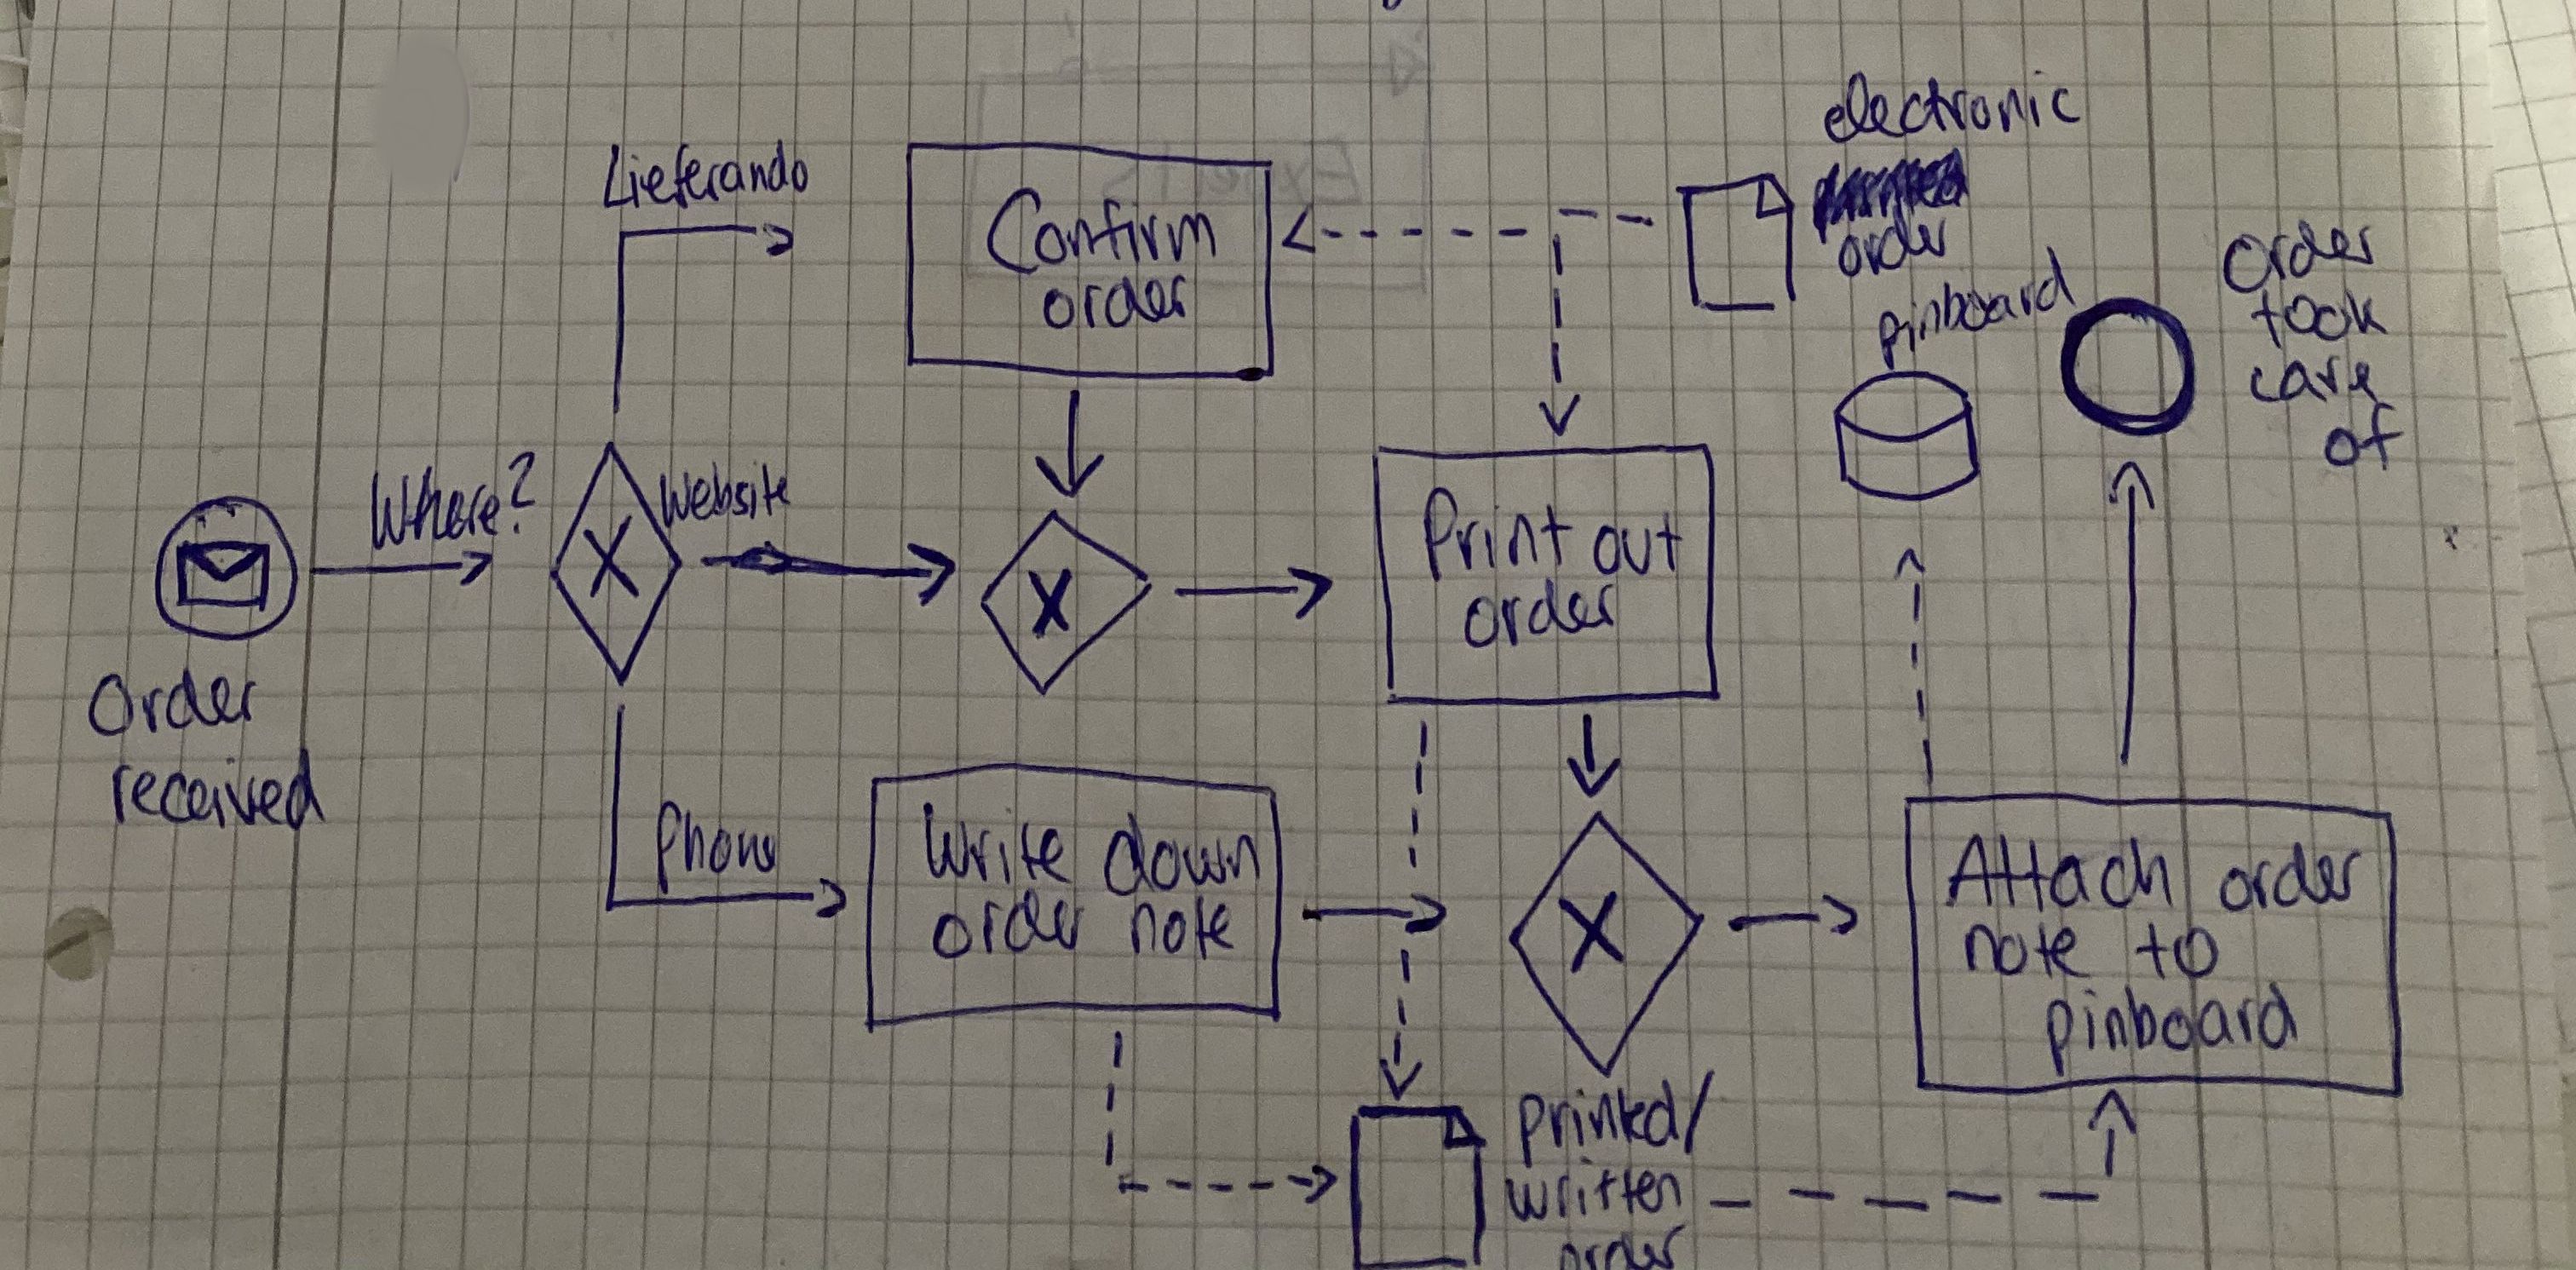 Lieferando
Confirm
order
electronic
order
pinboard
Order
took
care
of
Where?
Website
X
X
Print out
order
Order
received
Phone
Write down
order note
X
Attach order
note to
pinboard
printed/
written
order